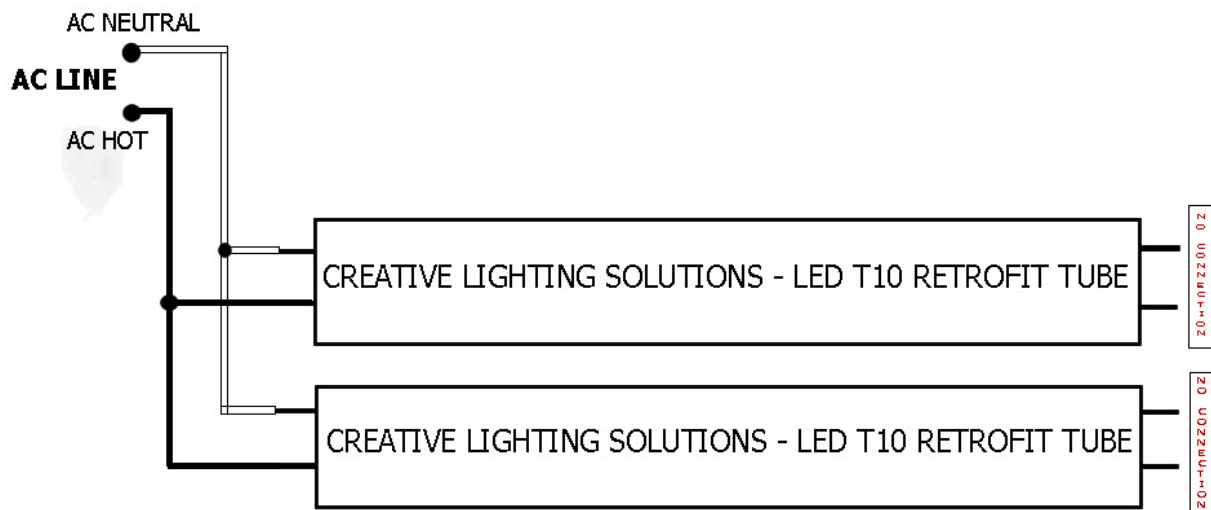 AC NEUTRAL
AC LINE
AC HOT
CREATIVE LIGHTING SOLUTIONS - LED T10 RETROFIT TUBE
NO CONNECTION
CREATIVE LIGHTING SOLUTIONS - LED T10 RETROFIT TUBE
NO CONNECTION